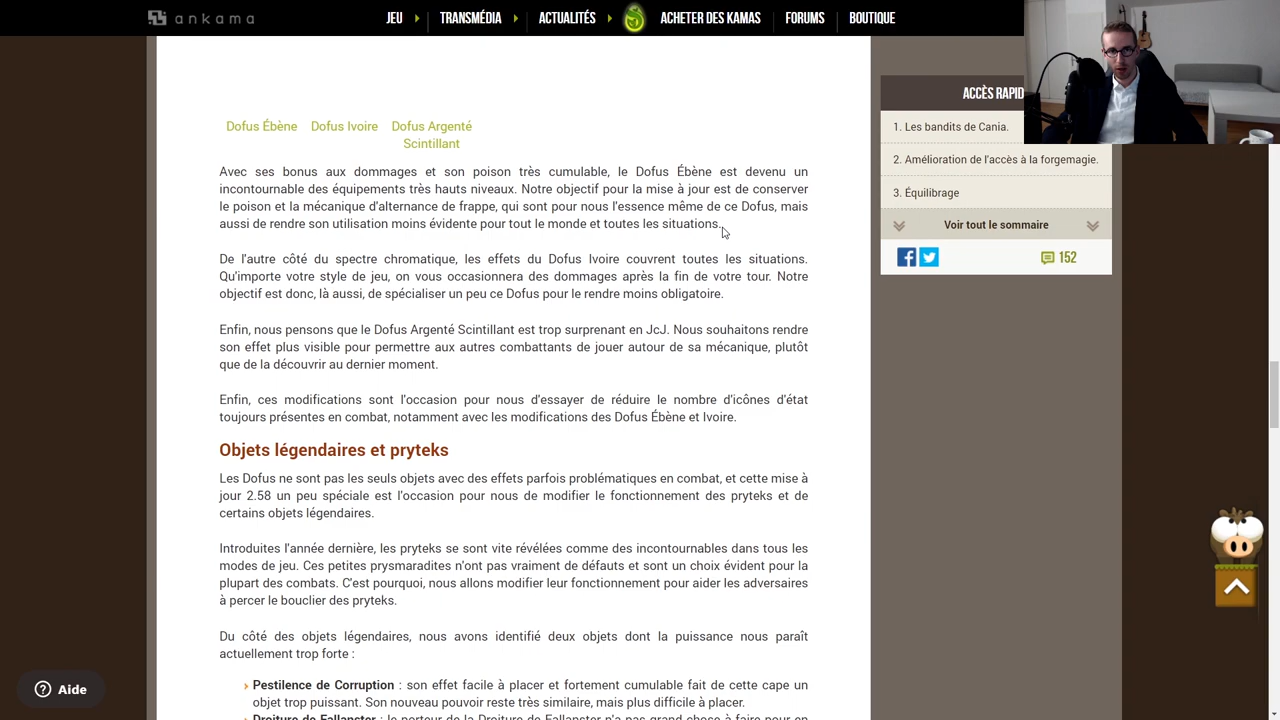 ankama
JEU
TRANSMÉDIA
ACTUALITÉS
ACHETER DES KAMAS
FORUMS
BOUTIQUE
Dofus Ébène Dofus Ivoire Dofus Argenté
Scintillant
Avec ses bonus aux dommages et son poison très cumulable, le Dofus Ébène est devenu un
incontournable des équipements très hauts niveaux. Notre objectif pour la mise à jour est de conserver
le poison et la mécanique d'alternance de frappe, qui sont pour nous l'essence même de ce Dofus, mais
aussi de rendre son utilisation moins évidente pour tout le monde et toutes les situations.
De l'autre côté du spectre chromatique, les effets du Dofus Ivoire couvrent toutes les situations.
Qu'importe votre style de jeu, on vous occasionnera des dommages après la fin de votre tour. Notre
objectif est donc, là aussi, de spécialiser un peu ce Dofus pour le rendre moins obligatoire.
Enfin, nous pensons que le Dofus Argenté Scintillant est trop surprenant en JcJ. Nous souhaitons rendre
son effet plus visible pour permettre aux autres combattants de jouer autour de sa mécanique, plutôt
que de la découvrir au dernier moment.
Enfin, ces modifications sont l'occasion pour nous d'essayer de réduire le nombre d'icônes d'état
toujours présentes en combat, notamment avec les modifications des Dofus Ébène et Ivoire.
Objets légendaires et pryteks
Les Dofus ne sont pas les seuls objets avec des effets parfois problématiques en combat, et cette mise à
jour 2.58 un peu spéciale est l'occasion pour nous de modifier le fonctionnement des pryteks et de
certains objets légendaires.
Introduites l'année dernière, les pryteks se sont vite révélées comme des incontournables dans tous les
modes de jeu. Ces petites prysmaradites n'ont pas vraiment de défauts et sont un choix évident pour la
plupart des combats. C'est pourquoi, nous allons modifier leur fonctionnement pour aider les adversaires
à percer le bouclier des pryteks.
Du côté des objets légendaires, nous avons identifié deux objets dont la puissance nous paraît
actuellement trop forte :
Pestilence de Corruption : son effet facile à placer et fortement cumulable fait de cette cape un
objet trop puissant. Son nouveau pouvoir reste très similaire, mais plus difficile à placer.
Droiture de Fallanster : le porteur de la Droiture de Fallanster n'a pas grand chose à faire pour en
ACCÈS RAPID
1. Les bandits de Cania.
2. Amélioration de l'accès à la forgemagie.
3. Équilibrage
Voir tout le sommaire
152
Aide